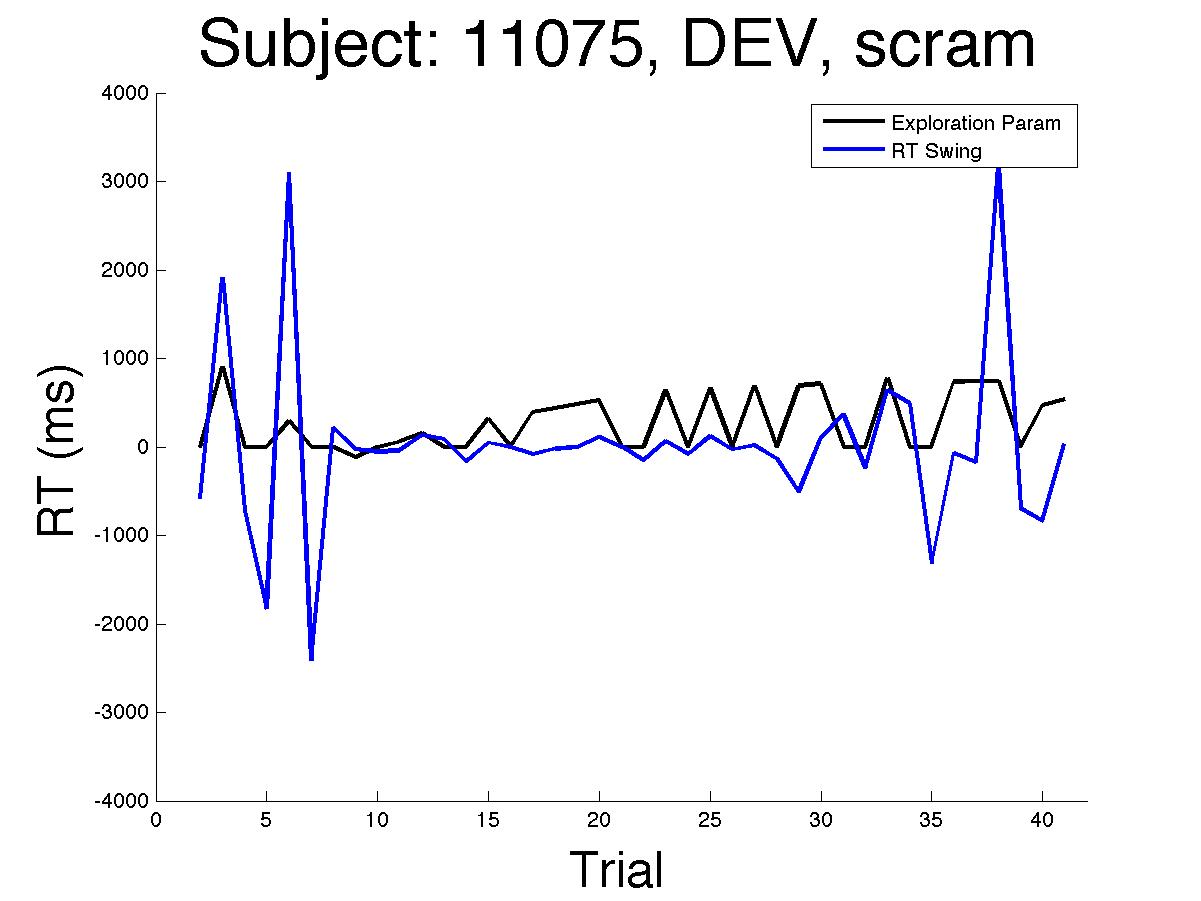 Subject: 11075, DEV, scram
4000
3000
2000
1000
0
-1000
-2000
-3000
-4000
RT (ms)
Exploration Param
RT Swing
0 5 10 15 20 25 30 35 40
Trial